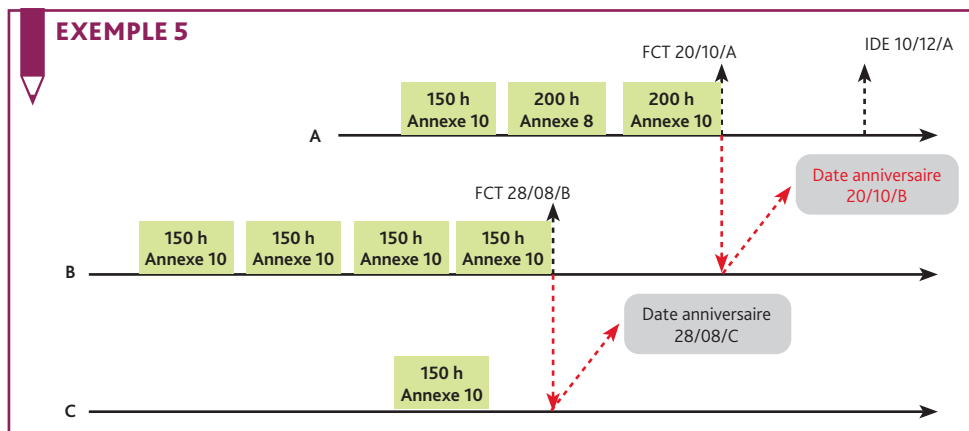 EXEMPLE 5
FCT 20/10/A
IDE 10/12/A
150 h
Annexe 10
200 h
Annexe 8
200 h
Annexe 10
A
Date anniversaire
20/10/B
FCT 28/08/B
150 h
Annexe 10
150 h
Annexe 10
150 h
Annexe 10
150 h
Annexe 10
B
Date anniversaire
28/08/C
150 h
Annexe 10
C